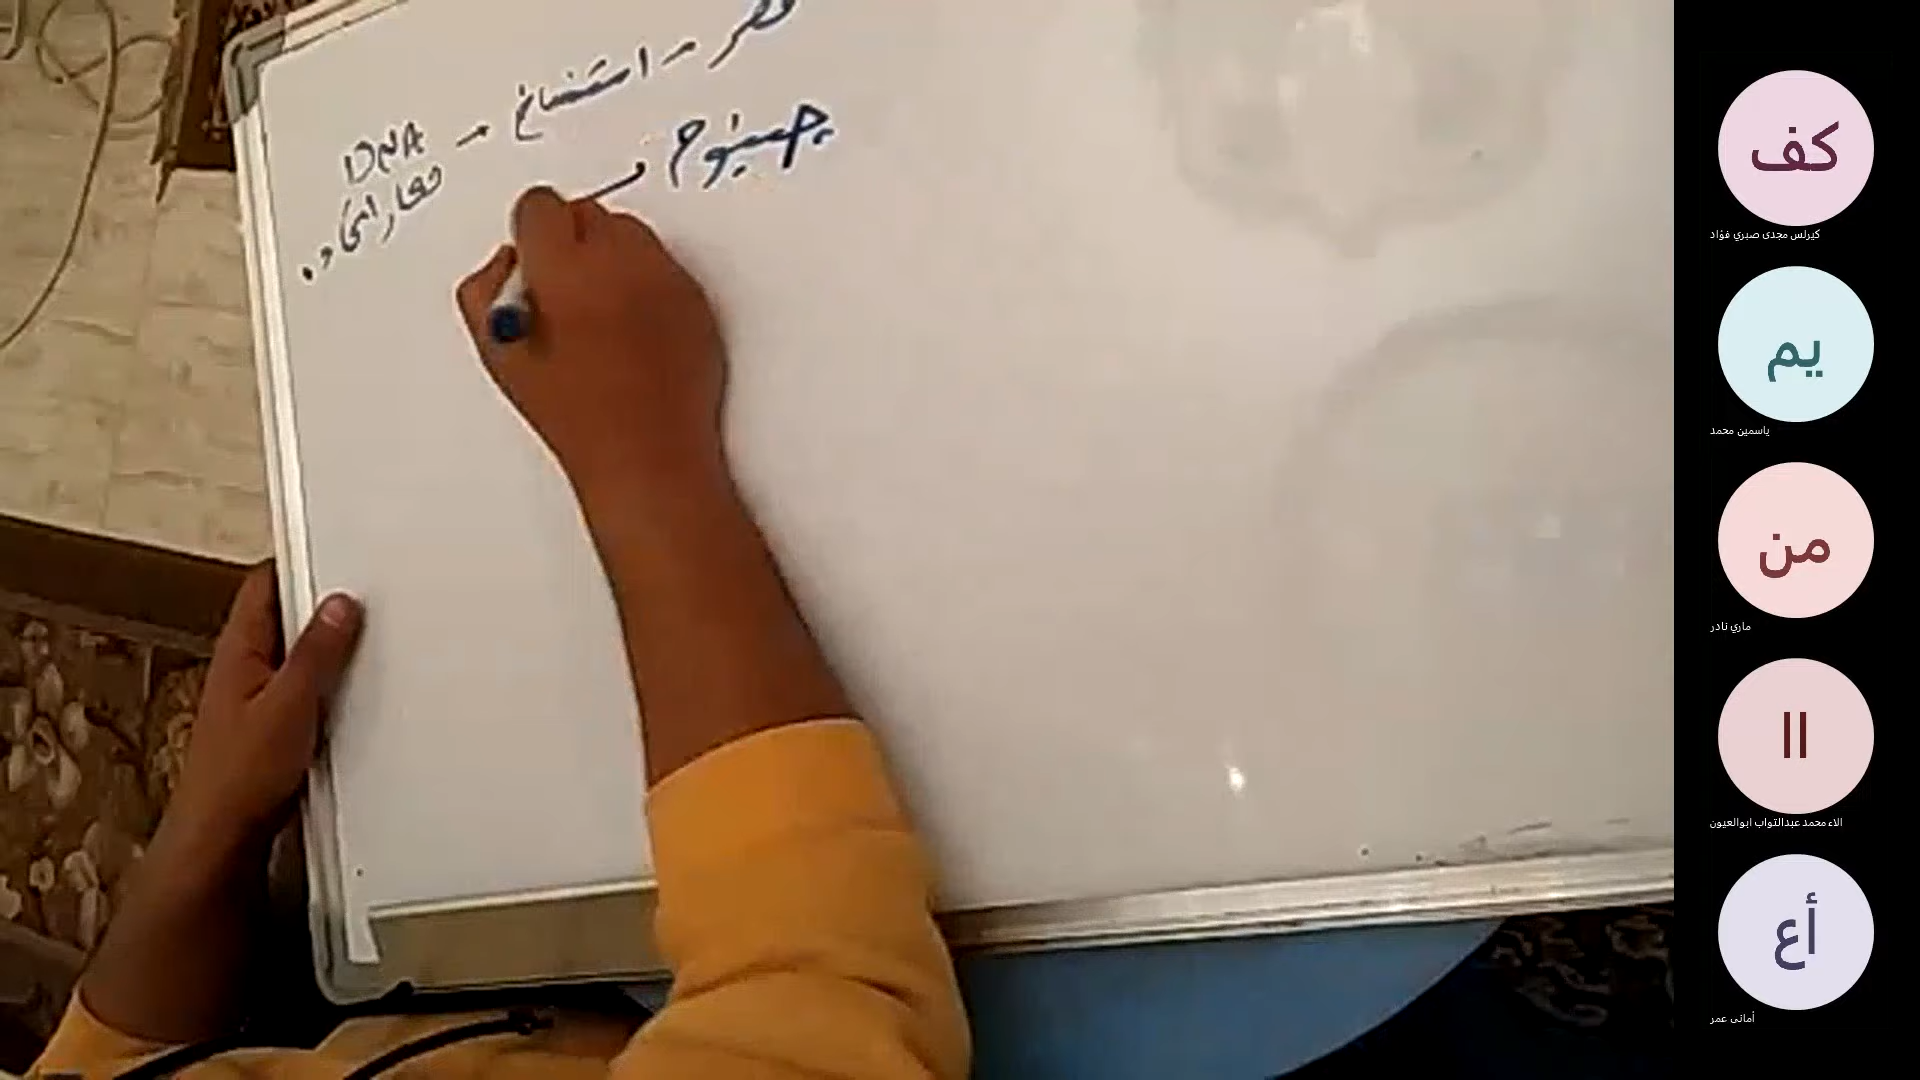 استنساخ → DNA
جينوم
كف
كيرلس مجدى صبري فؤاد
يم
ياسمين محمد
من
ماري نادر
اا
الاء محمد عبدالتواب ابوالعيون
أع
أمانى عمر